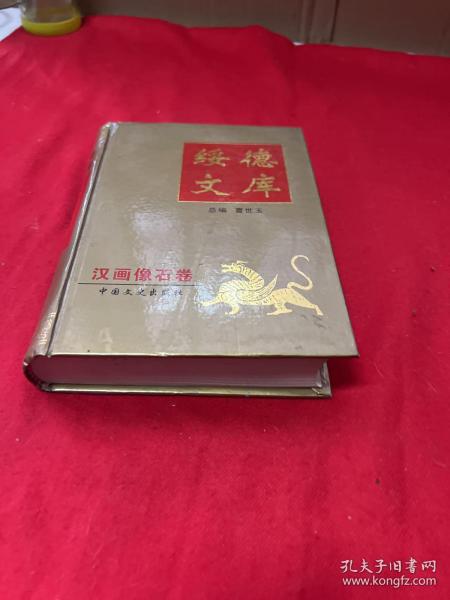 绥德
文库
总编 曹世玉
汉画像石卷
中国文史出版社
孔夫子旧书网
www.kongfz.com